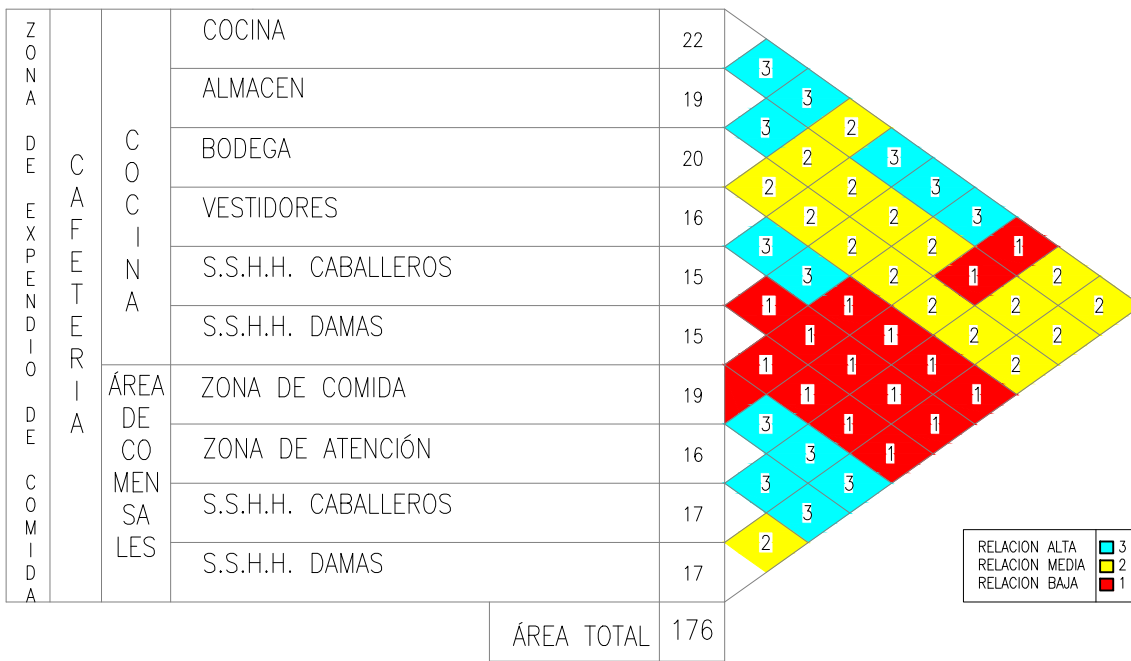 ZONA DE EXPENDIO DE COMIDA
CAFETERIA
COCINA
COCINA 22
ALMACEN 19
BODEGA 20
VESTIDORES 16
S.S.H.H. CABALLEROS 15
S.S.H.H. DAMAS 15
ÁREA
DE
CO
MEN
SA
LES
ZONA DE COMIDA 19
ZONA DE ATENCIÓN 16
S.S.H.H. CABALLEROS 17
S.S.H.H. DAMAS 17
ÁREA TOTAL 176
3
3
3 2
2 3
2 2 3
2 2 3
3 2 2 1
3 2 1 2
1 1 2 2 2
1 1 2 2
1 1 1 2
1 1 1
3 1 1
3 1
3 3
3
2
RELACION ALTA 3
RELACION MEDIA 2
RELACION BAJA 1